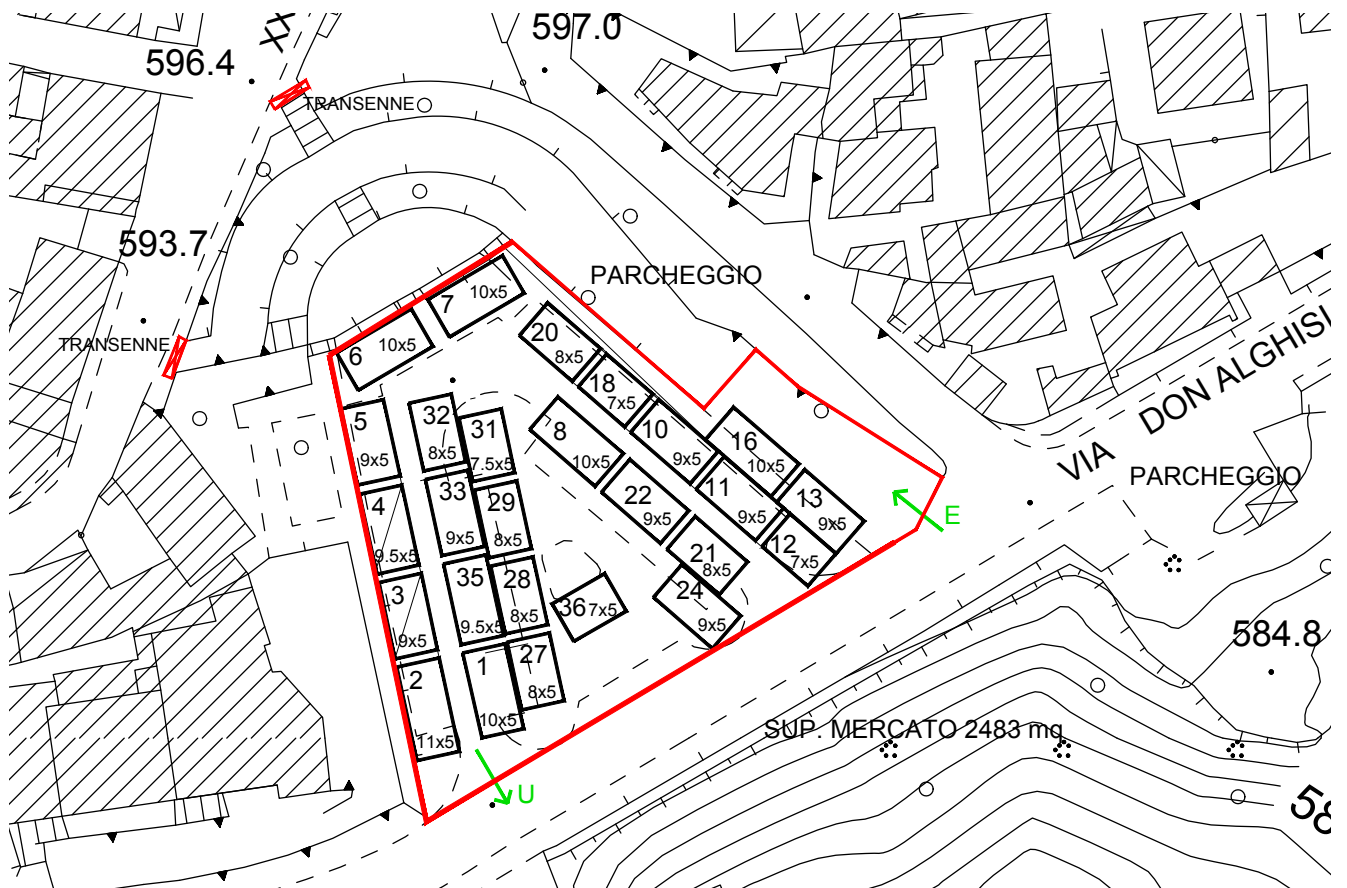 597.0
596.4
TRANSENNE
593.7
PARCHEGGIO
TRANSENNE
7
10x5
6
10x5
20
8x5
18
7x5
5
9x5
32
8x5
31
7.5x5
8
10x5
10
9x5
16
10x5
VIA DON ALGHISI
PARCHEGGIO
4
9.5x5
33
9x5
29
8x5
22
9x5
11
9x5
13
9x5
E
3
9x5
35
9.5x5
28
8x5
36
7x5
21
8x5
12
7x5
24
9x5
584.8
2
11x5
1
10x5
27
8x5
SUP. MERCATO 2483 mq
U
58